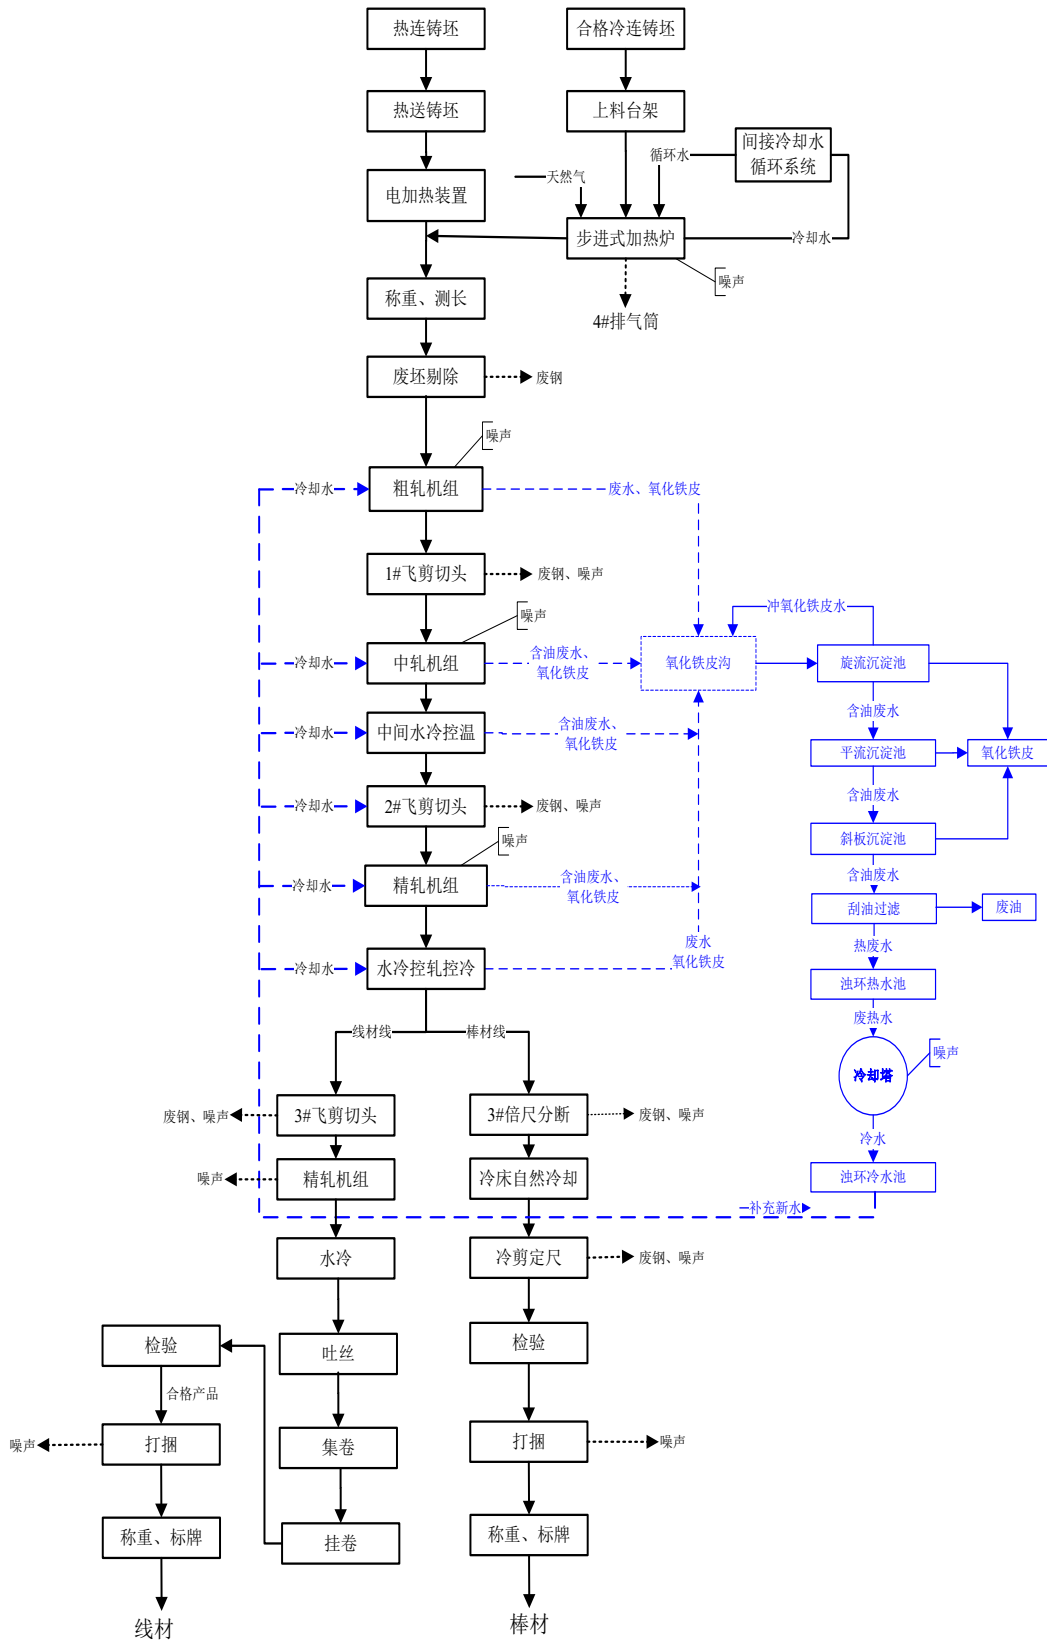 热连铸坯
合格冷连铸坯
热送铸坯
上料台架
间接冷却水
循环系统
循环水
天然气
电加热装置
步进式加热炉
冷却水
噪声
称重、测长
4#排气筒
废坯剔除
废钢
噪声
冷却水
粗轧机组
废水、氧化铁皮
1#飞剪切头
废钢、噪声
噪声
冲氧化铁皮水
冷却水
中轧机组
含油废水、
氧化铁皮
氧化铁皮沟
旋流沉淀池
含油废水
冷却水
中间水冷控温
含油废水、
氧化铁皮
平流沉淀池
氧化铁皮
含油废水
冷却水
2#飞剪切头
废钢、噪声
噪声
斜板沉淀池
含油废水
冷却水
精轧机组
含油废水、
氧化铁皮
刮油过滤
废油
热废水
废水
氧化铁皮
冷却水
水冷控轧控冷
浊环热水池
废热水
线材线
棒材线
噪声
冷却塔
废钢、噪声
3#飞剪切头
3#倍尺分断
废钢、噪声
冷水
噪声
精轧机组
冷床自然冷却
浊环冷水池
补充新水
水冷
冷剪定尺
废钢、噪声
检验
吐丝
检验
合格产品
噪声
打捆
集卷
打捆
噪声
称重、标牌
挂卷
称重、标牌
线材
棒材